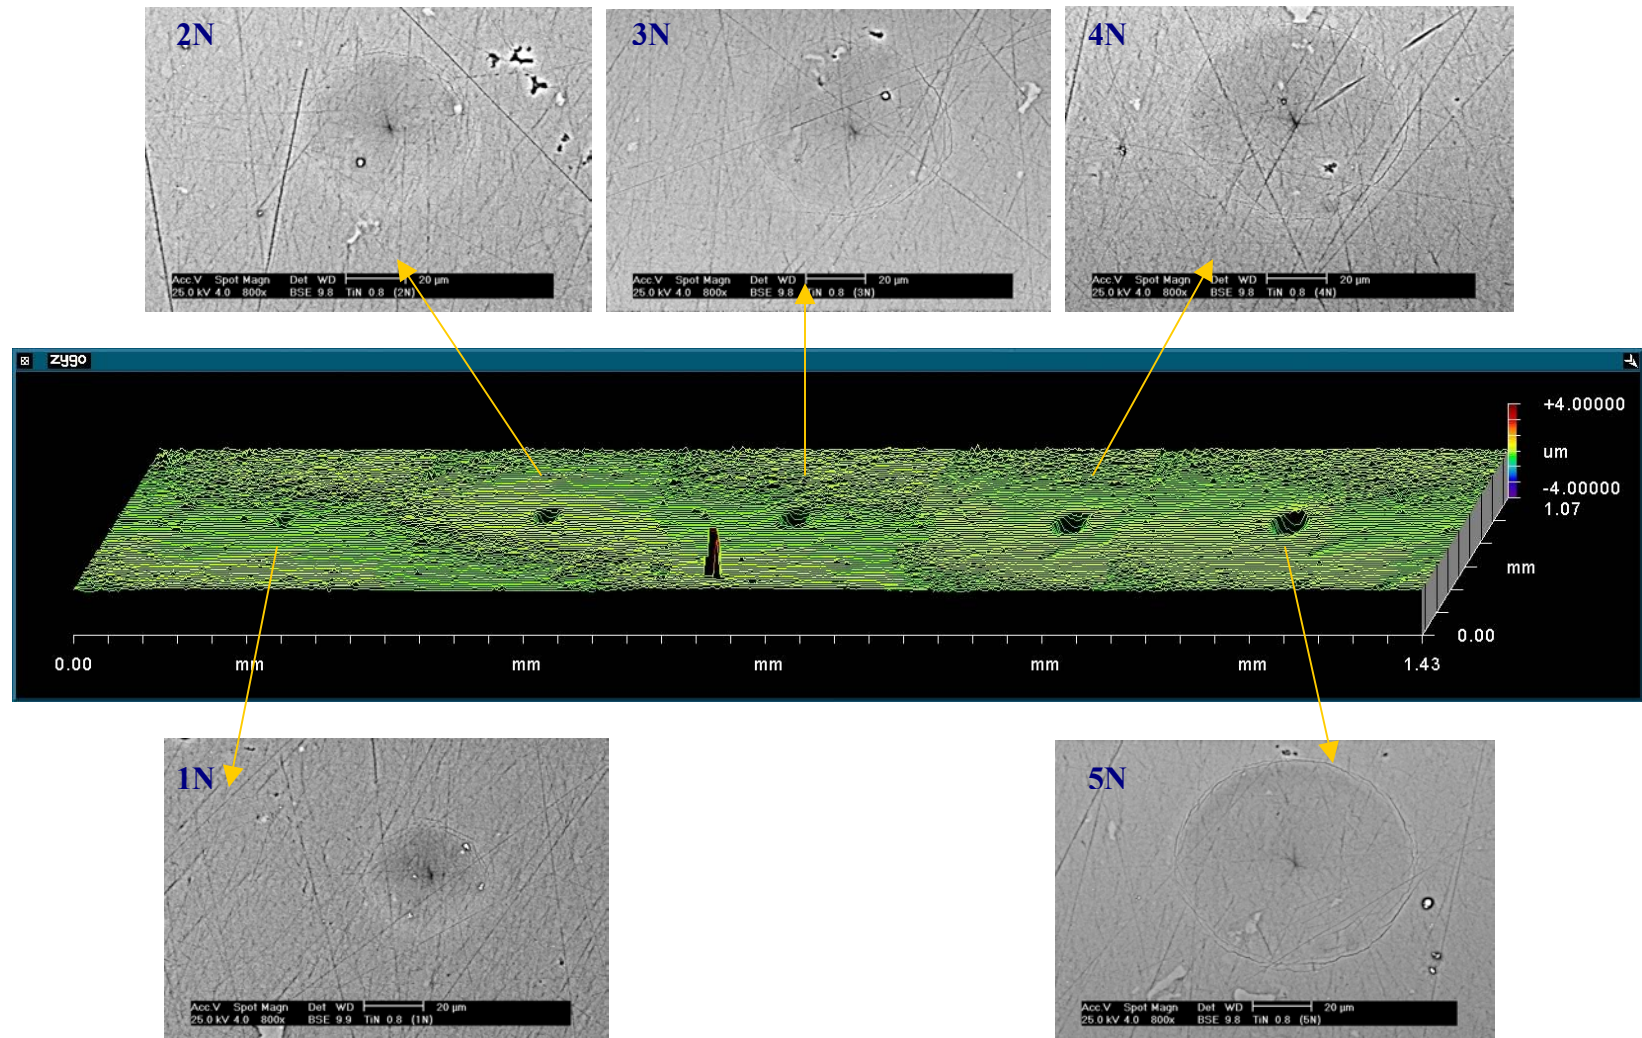 2N
3N
4N
Acc.V Spot Magn Det WD 20 µm
25.0 kV 4.0 800x BSE 9.8 TiN 0.8 (2N)
Acc.V Spot Magn Det WD 20 µm
25.0 kV 4.0 800x BSE 9.8 TiN 0.8 (3N)
Acc.V Spot Magn Det WD 20 µm
25.0 kV 4.0 800x BSE 9.8 TiN 0.8 (4N)
zygo
+4.00000
um
-4.00000
1.07
mm
0.00
0.00 mm mm mm mm mm 1.43
1N
5N
Acc.V Spot Magn Det WD 20 µm
25.0 kV 4.0 800x BSE 9.9 TiN 0.8 (1N)
Acc.V Spot Magn Det WD 20 µm
25.0 kV 4.0 800x BSE 9.8 TiN 0.8 (5N)